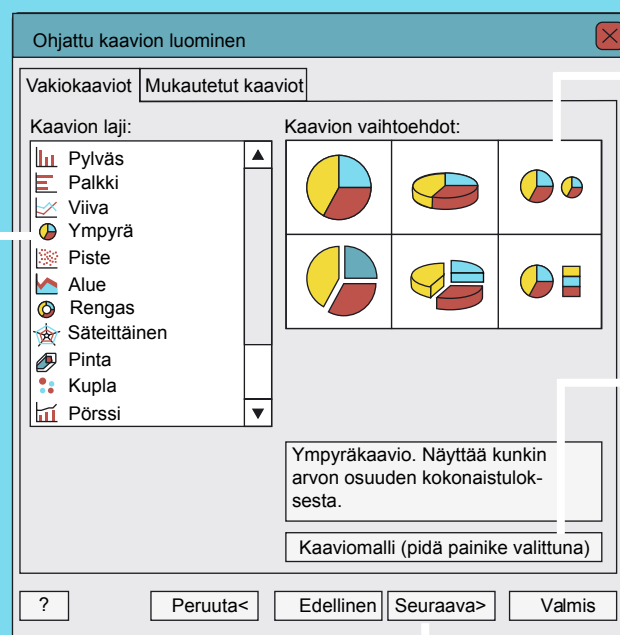 Ohjattu kaavion luominen
Vakiokaaviot
Mukautetut kaaviot
Kaavion laji:
Pylväs
Palkki
Viiva
Ympyrä
Piste
Alue
Rengas
Säteittäinen
Pinta
Kupla
Pörssi
Kaavion vaihtoehdot:
Ympyräkaavio. Näyttää kunkin
arvon osuuden kokonaistulok-
sesta.
Kaaviomalli (pidä painike valittuna)
?
Peruuta<
Edellinen
Seuraava>
Valmis